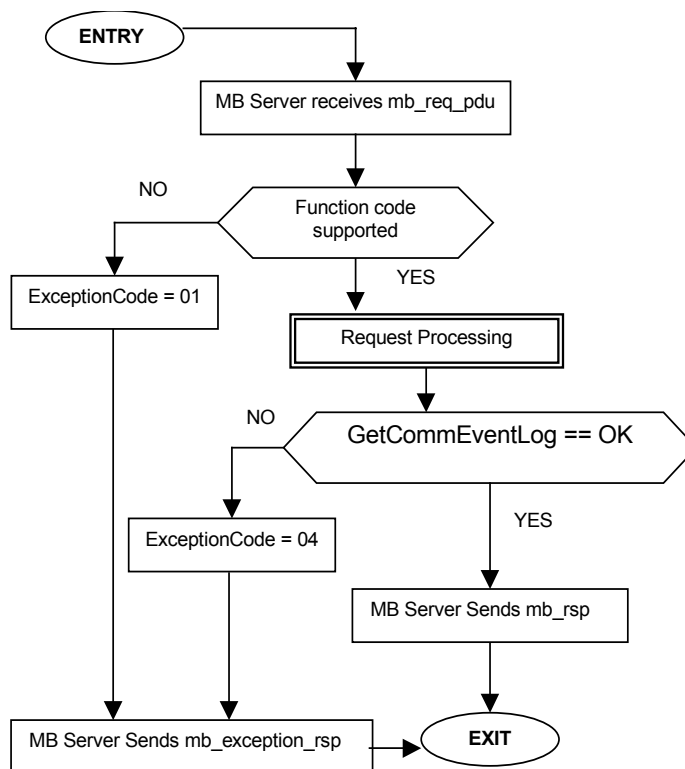 ENTRY
MB Server receives mb_req_pdu
NO
Function code
supported
YES
ExceptionCode = 01
Request Processing
NO
GetCommEventLog == OK
YES
ExceptionCode = 04
MB Server Sends mb_rsp
MB Server Sends mb_exception_rsp
EXIT